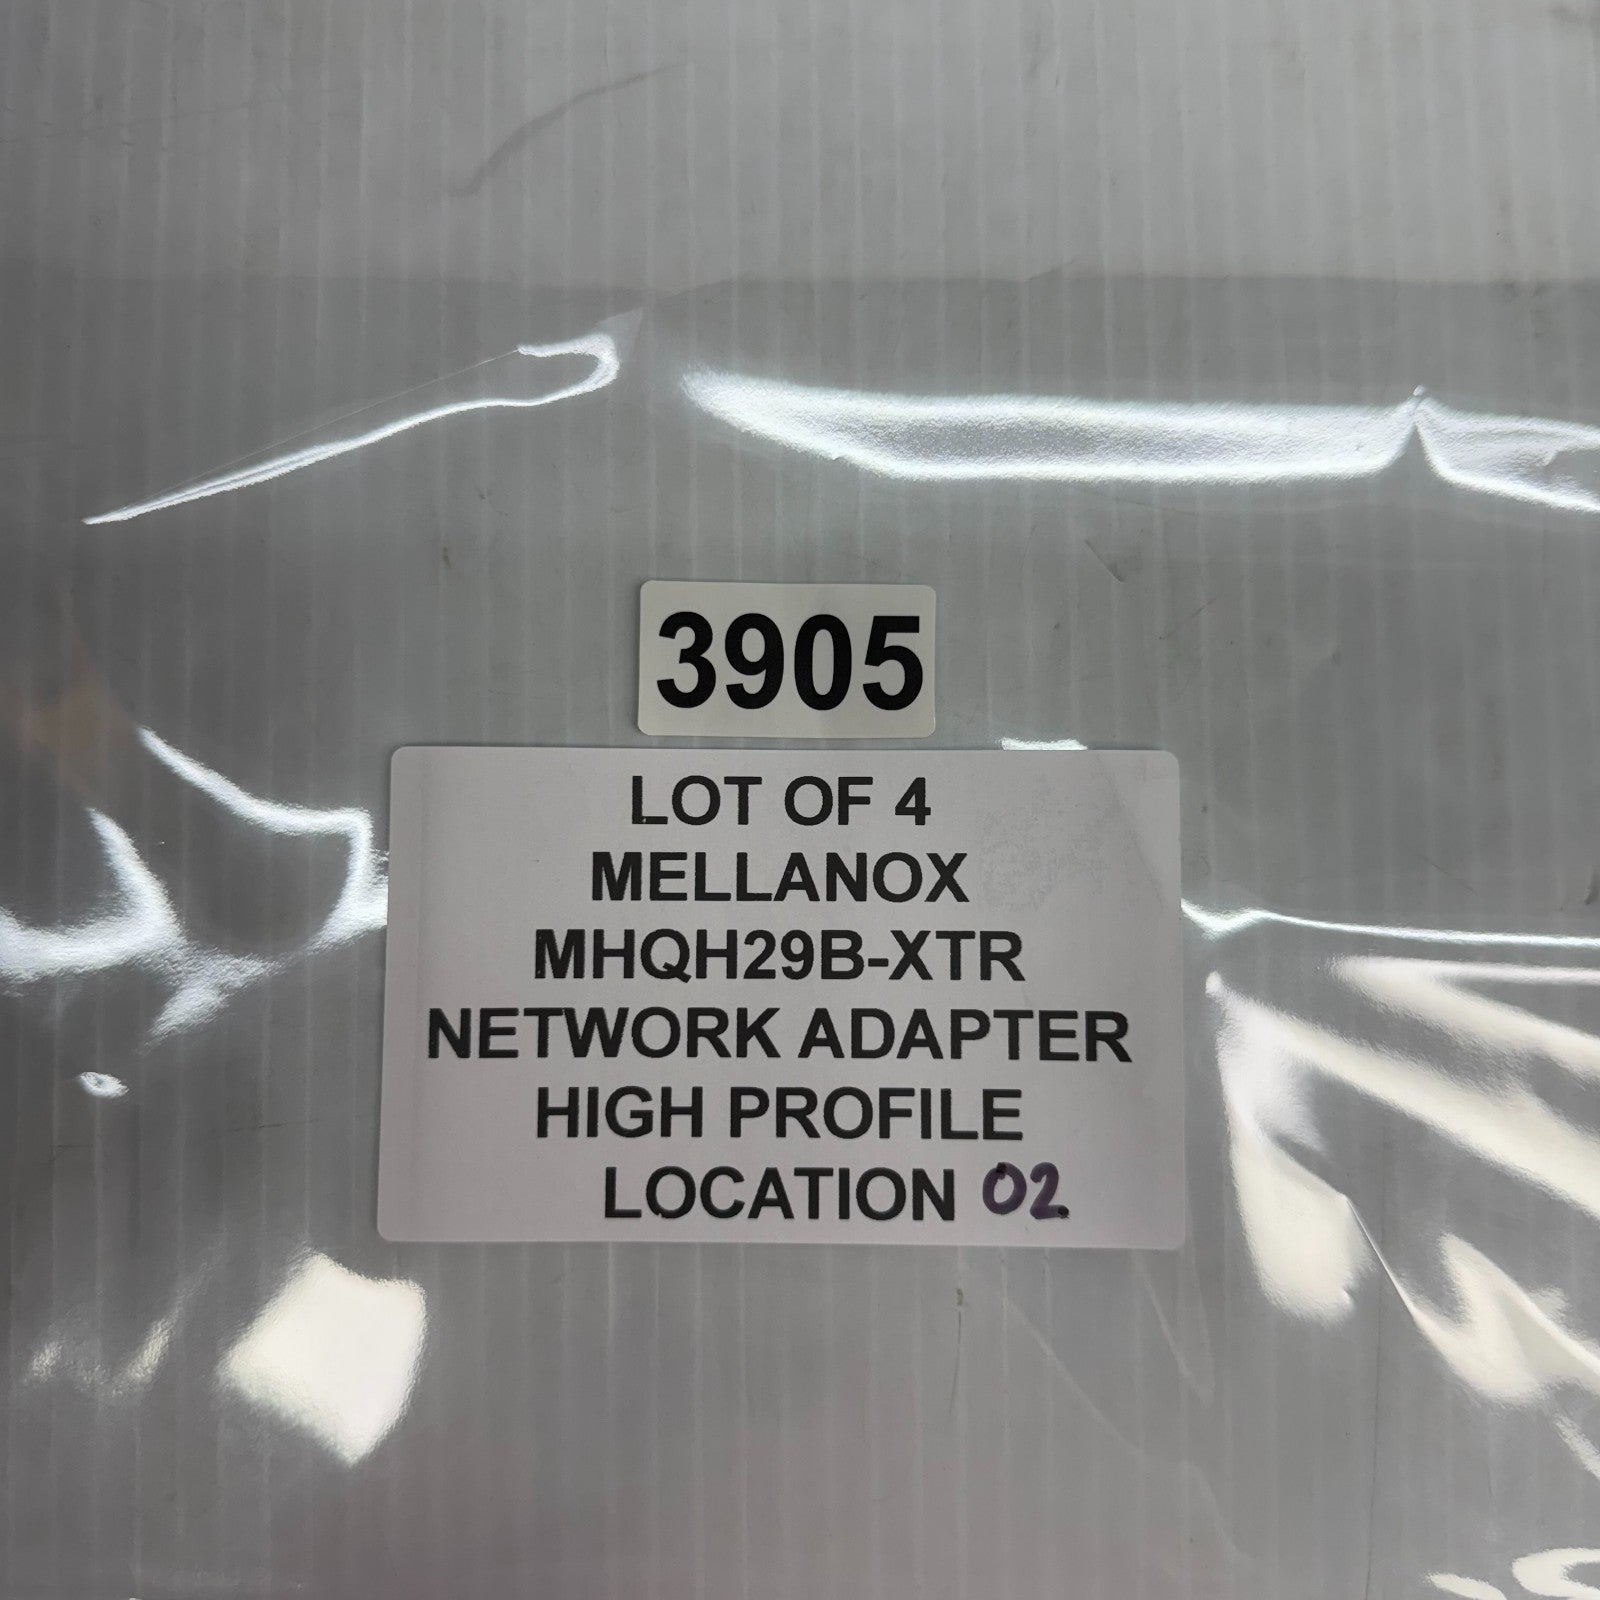 3905
LOT OF 4
MELLANOX
MHQH29B-XTR
NETWORK ADAPTER
HIGH PROFILE
LOCATION 02